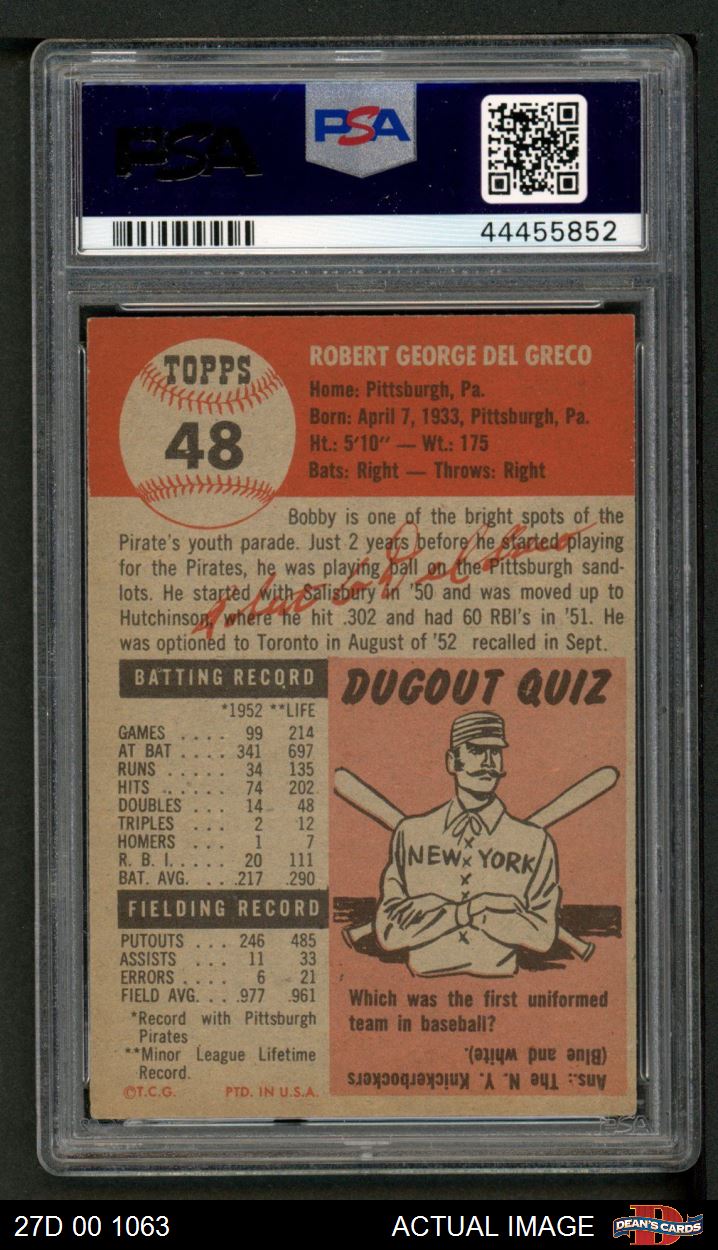 PSA
PSA
44455852
TOPPS
48
ROBERT GEORGE DEL GRECO
Home: Pittsburgh, Pa.
Born: April 7, 1933, Pittsburgh, Pa.
Ht.: 5'10" — Wt.: 175
Bats: Right — Throws: Right
Bobby is one of the bright spots of the
Pirate's youth parade. Just 2 years before he started playing
for the Pirates, he was playing ball on the Pittsburgh sand-
lots. He started with Salisbury in '50 and was moved up to
Hutchinson, where he hit .302 and had 60 RBI's in '51. He
was optioned to Toronto in August of '52 recalled in Sept.
BATTING RECORD
*1952 **LIFE
GAMES .... 99 214
AT BAT .... 341 697
RUNS ..... 34 135
HITS ..... 74 202
DOUBLES ... 14 48
TRIPLES ... 2 12
HOMERS ... 1 7
R. B. I. .... 20 111
BAT. AVG. .. .217 .290
FIELDING RECORD
PUTOUTS ... 246 485
ASSISTS ... 11 33
ERRORS .... 6 21
FIELD AVG. ... .977 .961
*Record with Pittsburgh
Pirates
**Minor League Lifetime
Record.
©T.C.G. PTD. IN U.S.A.
DUGOUT QUIZ
NEW YORK
Which was the first uniformed
team in baseball?
Ans.: The N. Y. Knickerbockers
(Blue and white).
PSA
27D 00 1063
ACTUAL IMAGE
D
DEAN'S CARDS